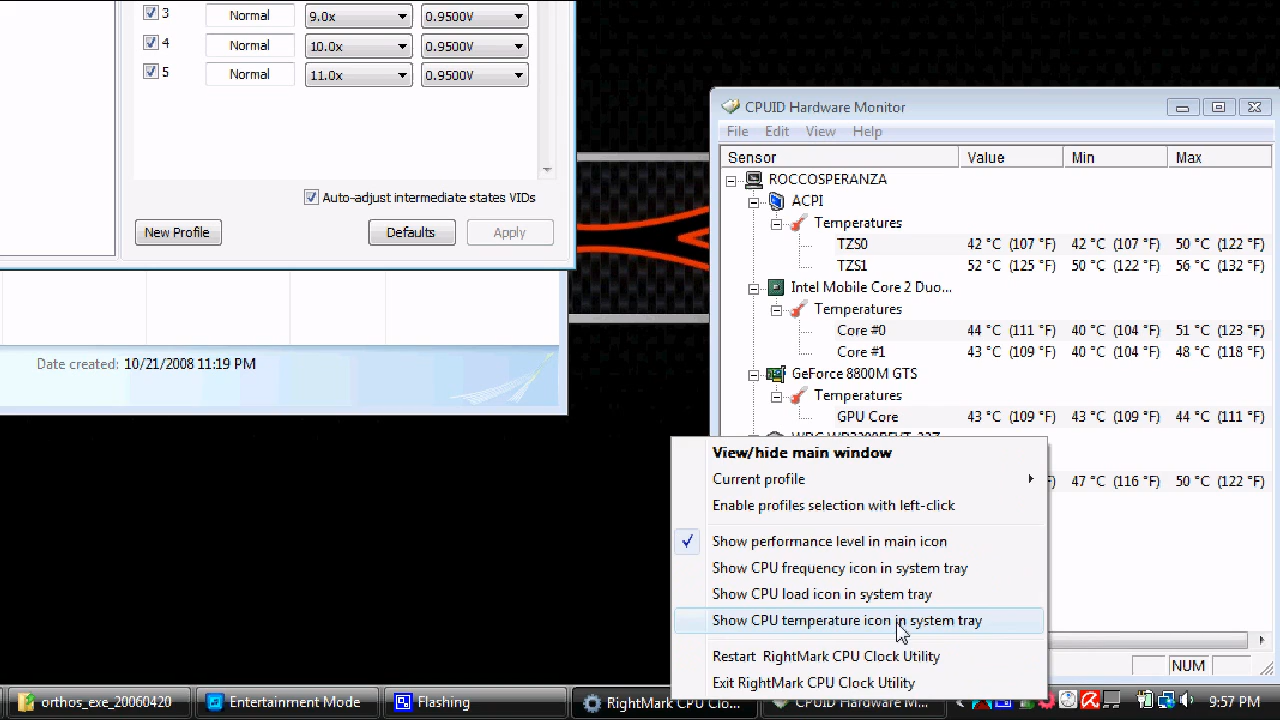 3 Normal 9.0x 0.9500V
4 Normal 10.0x 0.9500V
5 Normal 11.0x 0.9500V
Auto-adjust intermediate states VIDs
New Profile Defaults Apply
Date created: 10/21/2008 11:19 PM
CPUID Hardware Monitor
File Edit View Help
Sensor Value Min Max
ROCCOSPERANZA
ACPI
Temperatures
TZS0 42 °C (107 °F) 42 °C (107 °F) 50 °C (122 °F)
TZS1 52 °C (125 °F) 50 °C (122 °F) 56 °C (132 °F)
Intel Mobile Core 2 Duo...
Temperatures
Core #0 44 °C (111 °F) 40 °C (104 °F) 51 °C (123 °F)
Core #1 43 °C (109 °F) 40 °C (104 °F) 48 °C (118 °F)
GeForce 8800M GTS
Temperatures
GPU Core 43 °C (109 °F) 43 °C (109 °F) 44 °C (111 °F)
47 °C (116 °F) 50 °C (122 °F)
View/hide main window
Current profile
Enable profiles selection with left-click
Show performance level in main icon
Show CPU frequency icon in system tray
Show CPU load icon in system tray
Show CPU temperature icon in system tray
Restart RightMark CPU Clock Utility
Exit RightMark CPU Clock Utility
NUM
orthos_exe_20060420 Entertainment Mod... Flashing RightMark CPU Clo... CPUID Hardware M... 9:57 PM